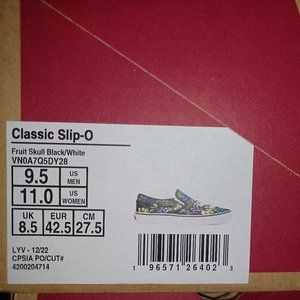 Classic Slip-O
Fruit Skull Black/White
VN0A7Q5DY28
9.5 US MEN
11.0 US WOMEN
UK EUR CM
8.5 42.5 27.5
LYV - 12/22
CPSIA PO/CUT#
4200204714
1 96571 26402 3